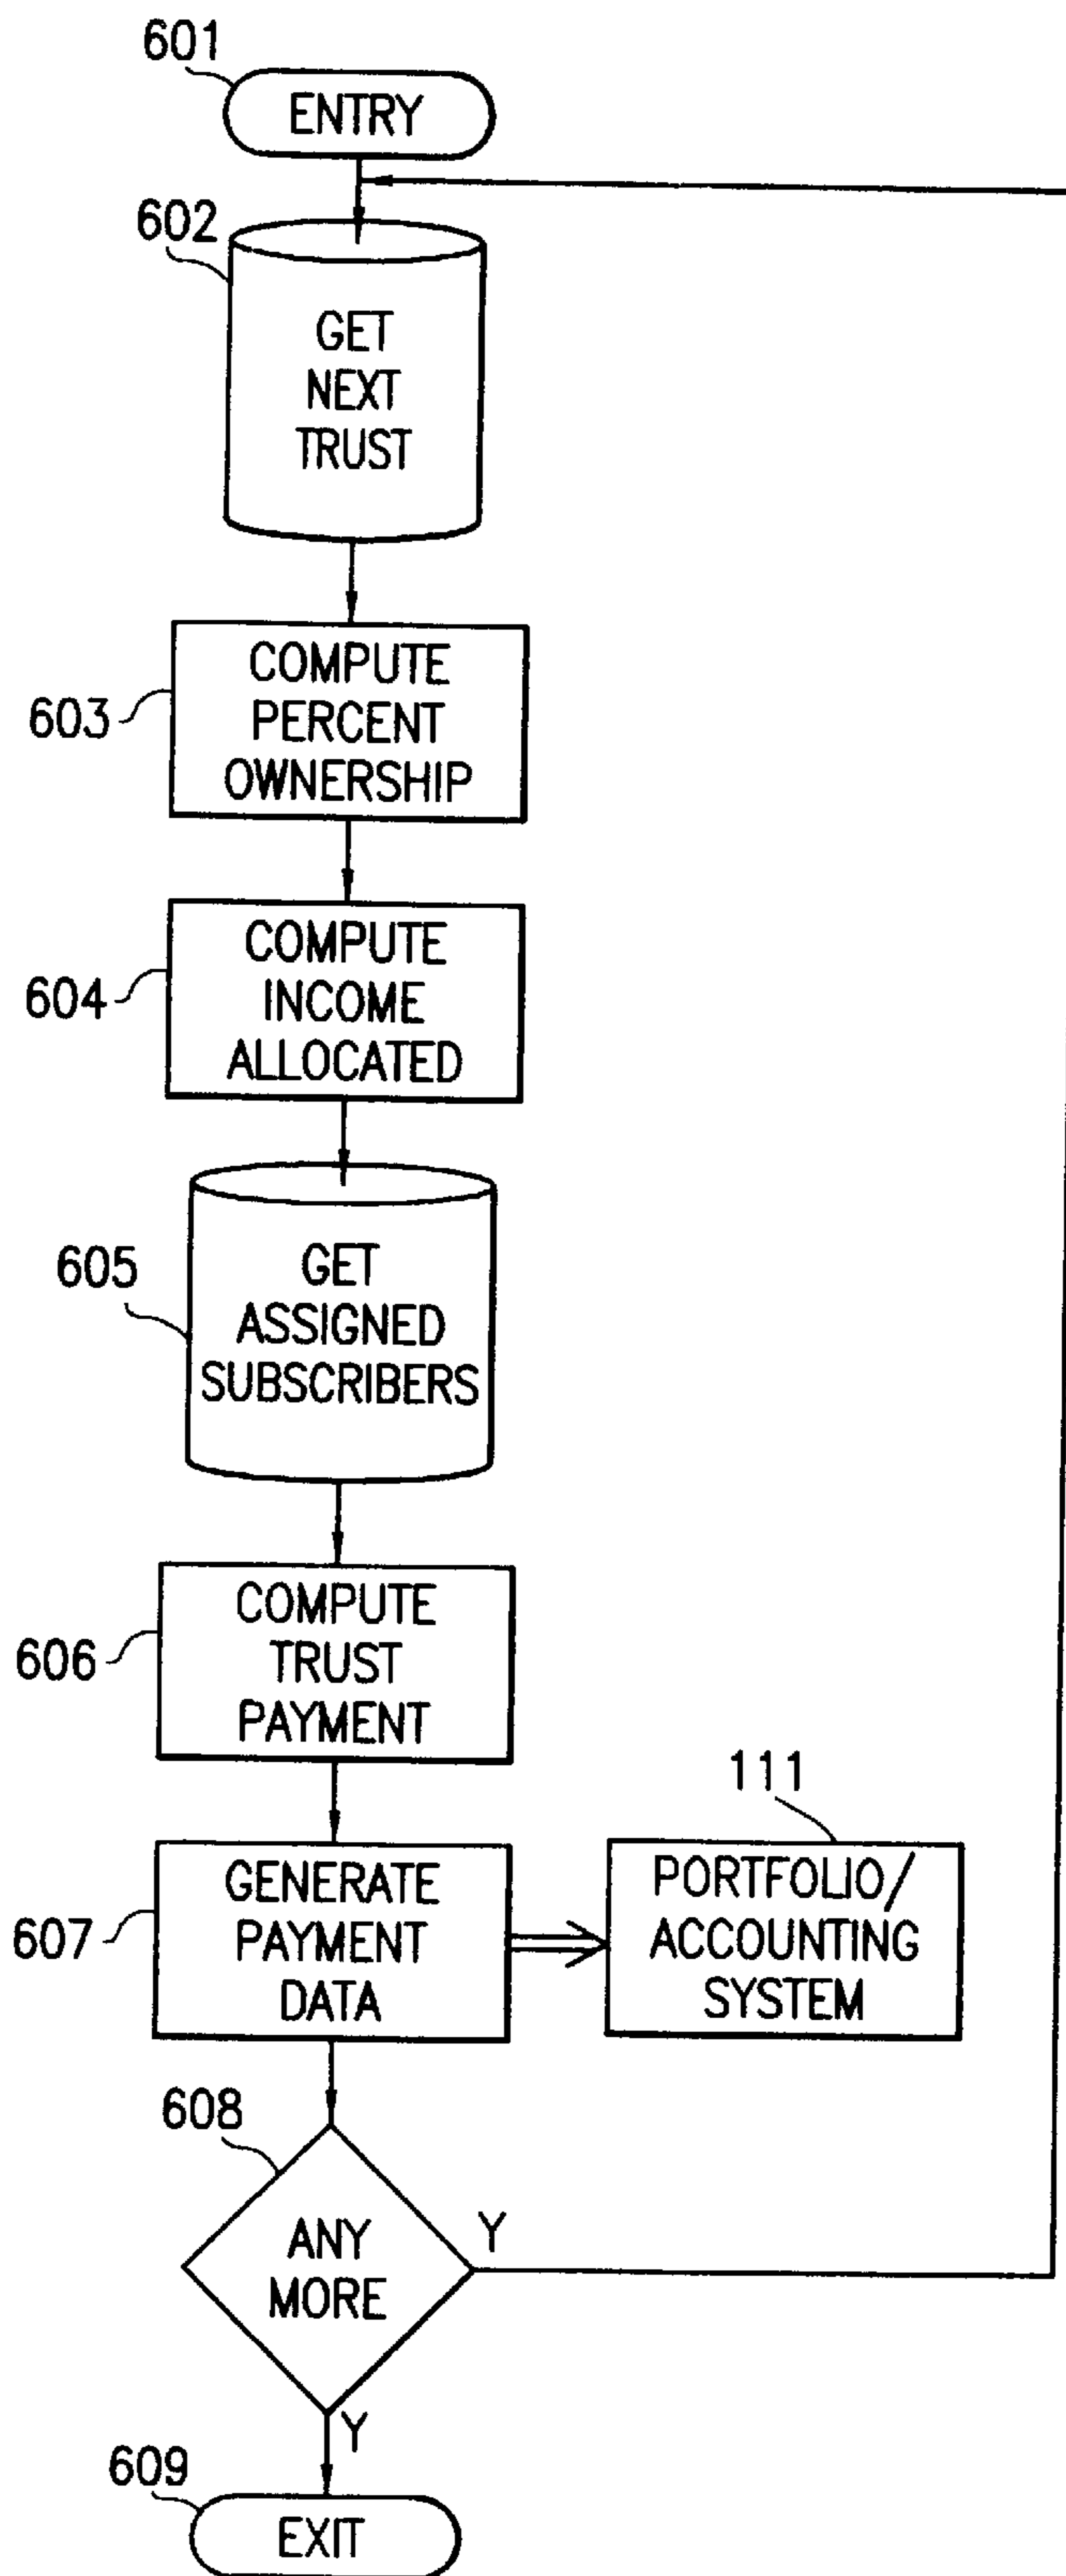 601
ENTRY
602
GET
NEXT
TRUST
603
COMPUTE
PERCENT
OWNERSHIP
604
COMPUTE
INCOME
ALLOCATED
605
GET
ASSIGNED
SUBSCRIBERS
606
COMPUTE
TRUST
PAYMENT
607
GENERATE
PAYMENT
DATA
111
PORTFOLIO/
ACCOUNTING
SYSTEM
608
ANY
MORE
Y
Y
609
EXIT